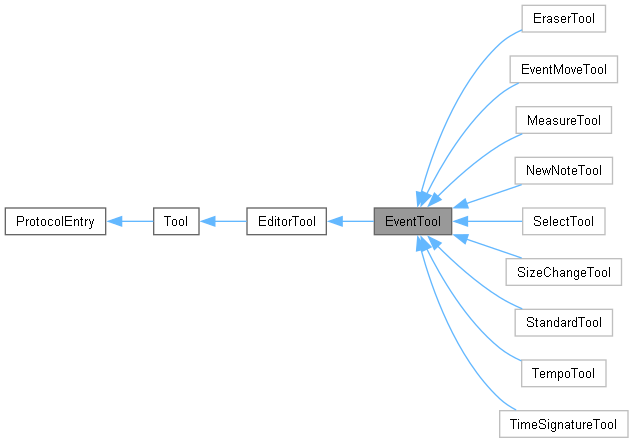 EraserTool
EventMoveTool
MeasureTool
NewNoteTool
ProtocolEntry
Tool
EditorTool
EventTool
SelectTool
SizeChangeTool
StandardTool
TempoTool
TimeSignatureTool